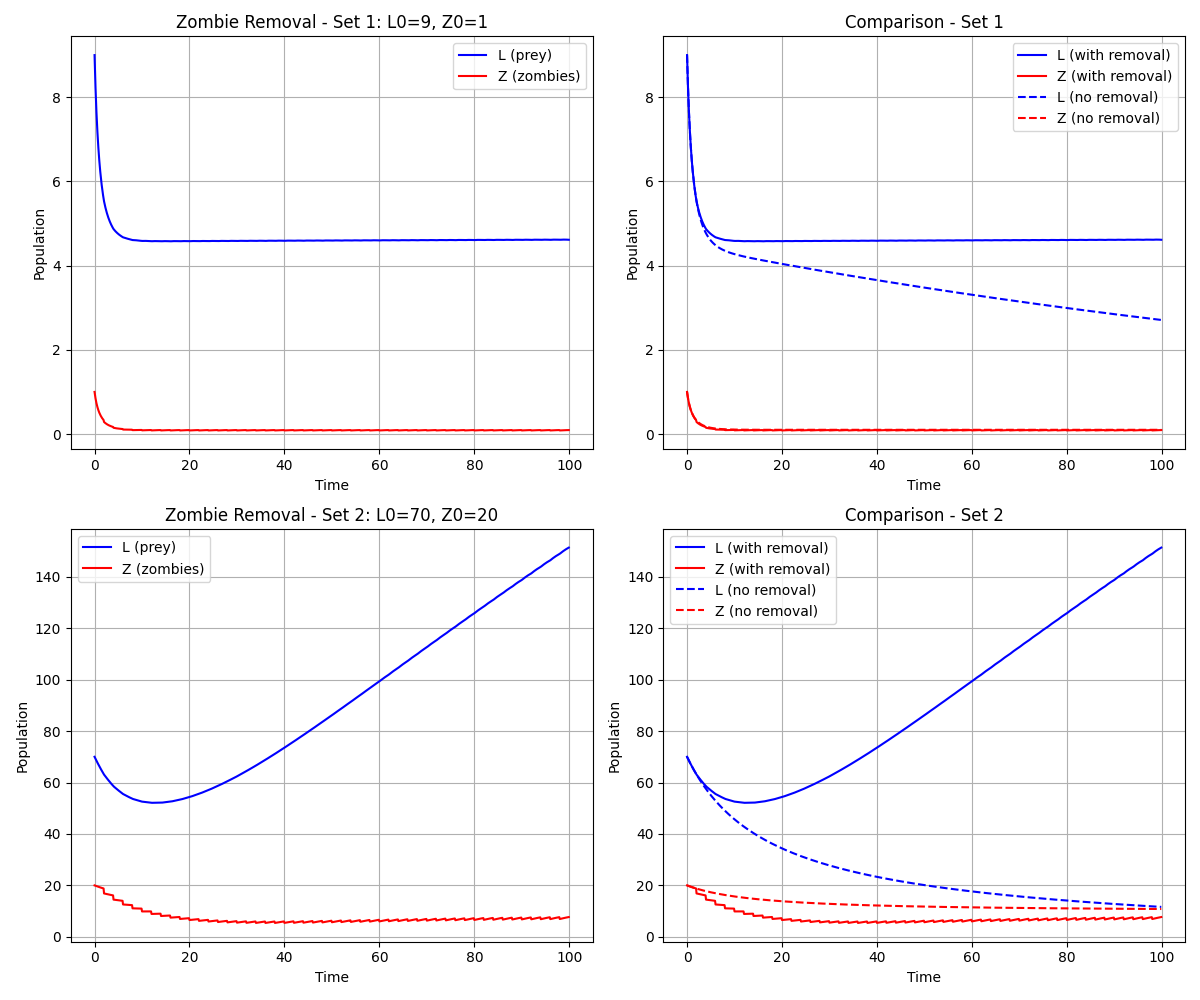 Zombie Removal - Set 1: L0=9, Z0=1
L (prey)
Z (zombies)
8
6
4
2
0
Population
0 20 40 60 80 100
Time
Comparison - Set 1
L (with removal)
Z (with removal)
L (no removal)
Z (no removal)
8
6
4
2
0
Population
0 20 40 60 80 100
Time
Zombie Removal - Set 2: L0=70, Z0=20
L (prey)
Z (zombies)
140
120
100
80
60
40
20
0
Population
0 20 40 60 80 100
Time
Comparison - Set 2
L (with removal)
Z (with removal)
L (no removal)
Z (no removal)
140
120
100
80
60
40
20
0
Population
0 20 40 60 80 100
Time